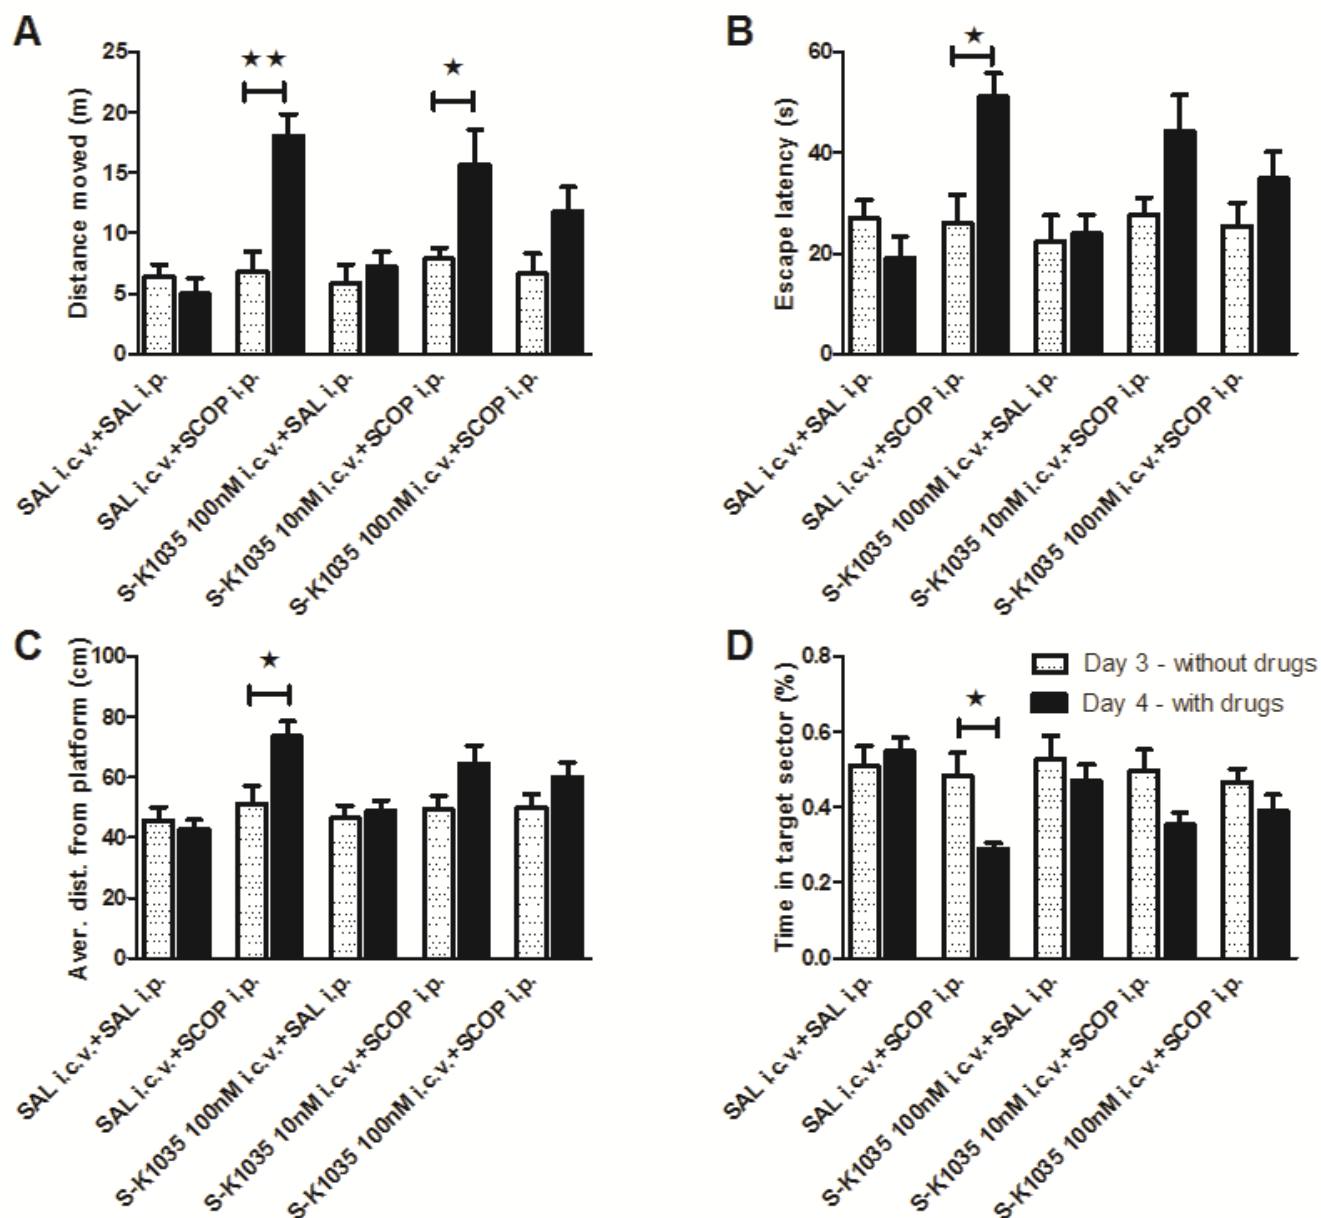 A
Distance moved (m)
25
20
15
10
5
0
★★
★
SAL i.c.v.+SAL i.p.
SAL i.c.v.+SCOP i.p.
S-K1035 100nM i.c.v.+SAL i.p.
S-K1035 10nM i.c.v.+SCOP i.p.
S-K1035 100nM i.c.v.+SCOP i.p.
B
Escape latency (s)
60
40
20
0
★
SAL i.c.v.+SAL i.p.
SAL i.c.v.+SCOP i.p.
S-K1035 100nM i.c.v.+SAL i.p.
S-K1035 10nM i.c.v.+SCOP i.p.
S-K1035 100nM i.c.v.+SCOP i.p.
C
Aver. dist. from platform (cm)
100
80
60
40
20
0
★
SAL i.c.v.+SAL i.p.
SAL i.c.v.+SCOP i.p.
S-K1035 100nM i.c.v.+SAL i.p.
S-K1035 10nM i.c.v.+SCOP i.p.
S-K1035 100nM i.c.v.+SCOP i.p.
D
Time in target sector (%)
0.8
0.6
0.4
0.2
0.0
★
Day 3 - without drugs
Day 4 - with drugs
SAL i.c.v.+SAL i.p.
SAL i.c.v.+SCOP i.p.
S-K1035 100nM i.c.v.+SAL i.p.
S-K1035 10nM i.c.v.+SCOP i.p.
S-K1035 100nM i.c.v.+SCOP i.p.